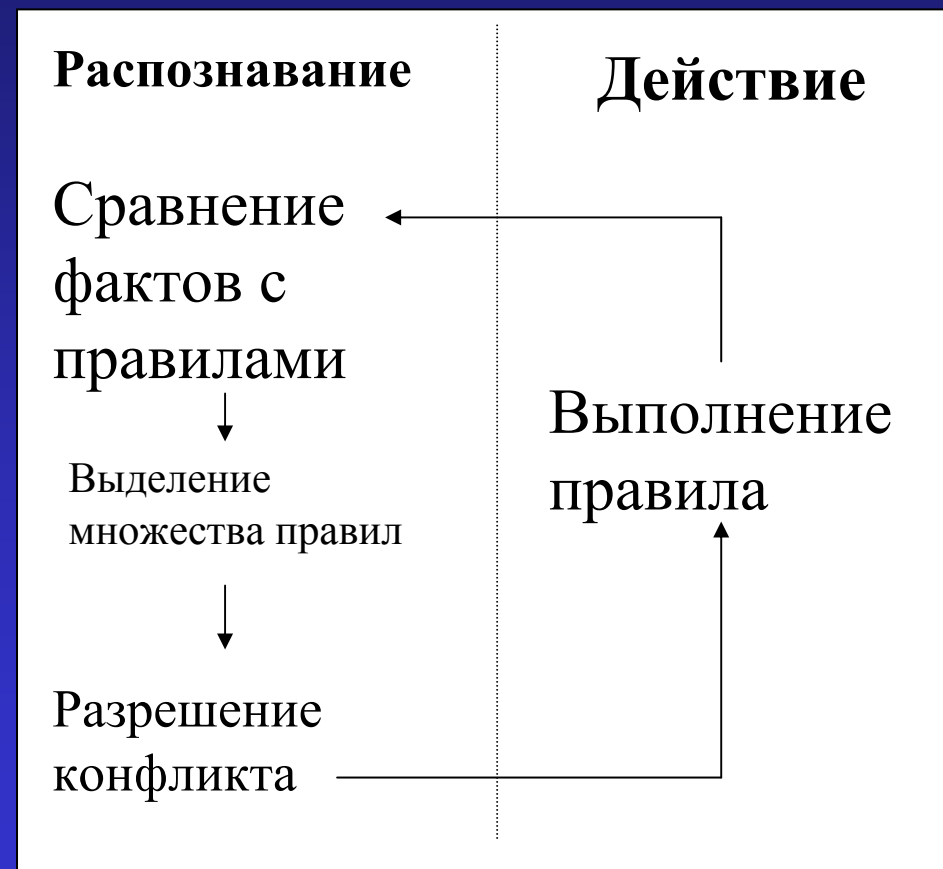 Распознавание
Действие
Сравнение
фактов с
правилами
Выделение
множества правил
Разрешение
конфликта
Выполнение
правила